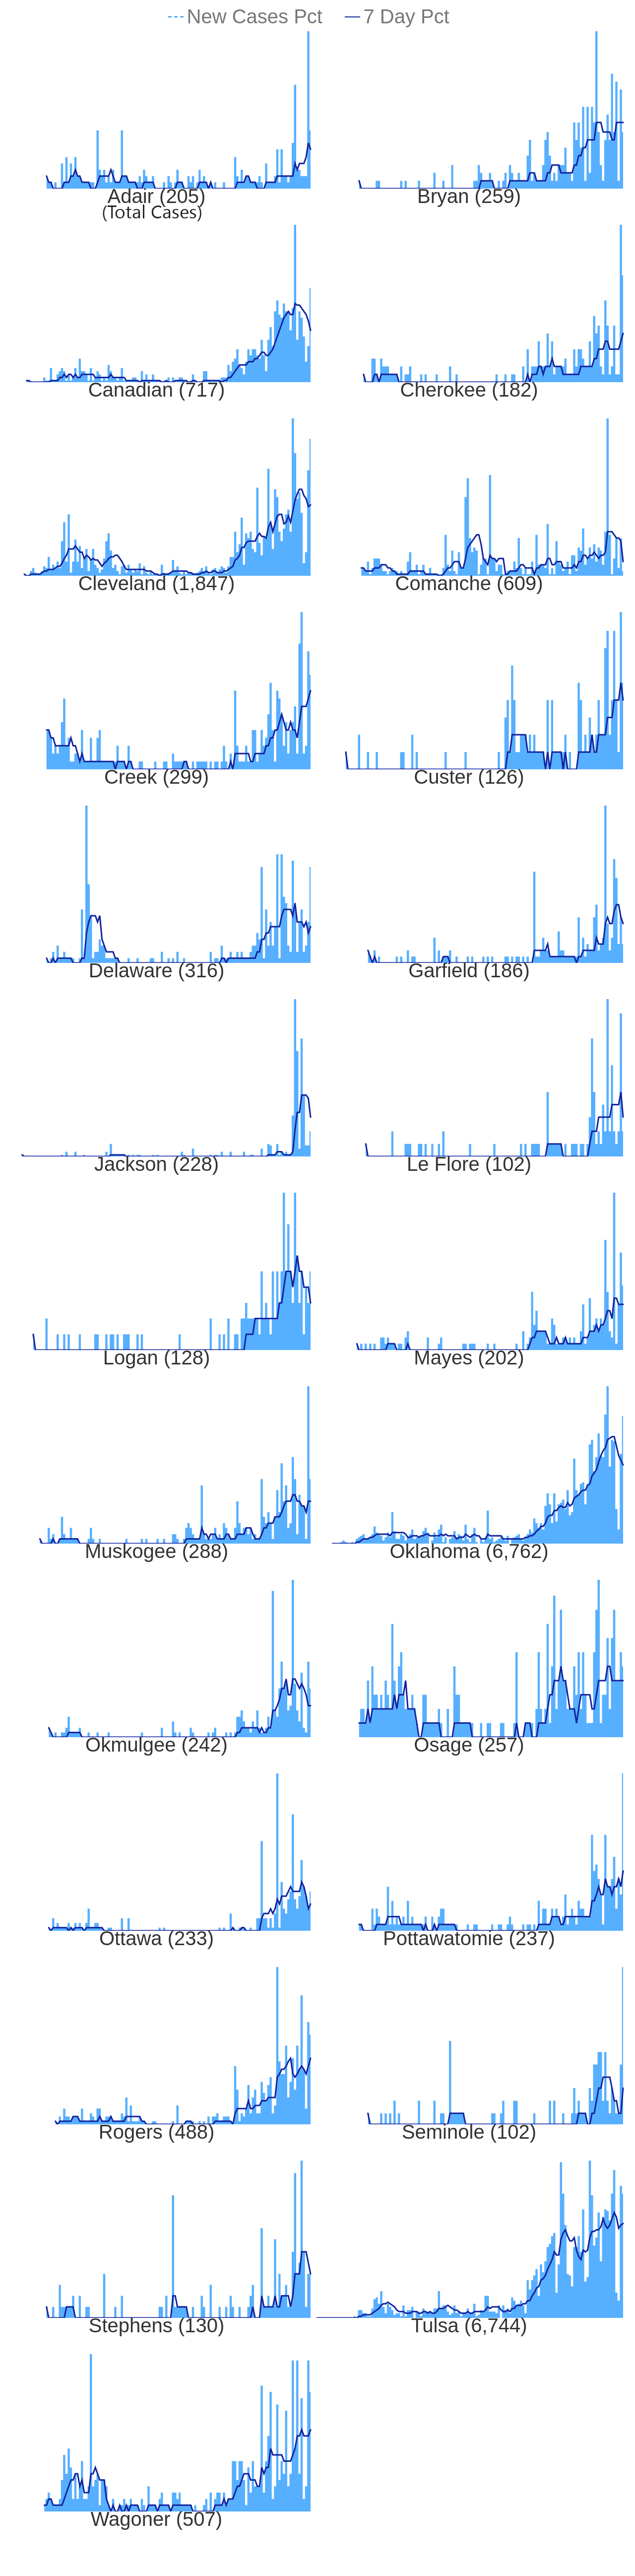 New Cases Pct 7 Day Pct
Adair (205) Bryan (259)
(Total Cases)
Canadian (717) Cherokee (182)
Cleveland (1,847) Comanche (609)
Creek (299) Custer (126)
Delaware (316) Garfield (186)
Jackson (228) Le Flore (102)
Logan (128) Mayes (202)
Muskogee (288) Oklahoma (6,762)
Okmulgee (242) Osage (257)
Ottawa (233) Pottawatomie (237)
Rogers (488) Seminole (102)
Stephens (130) Tulsa (6,744)
Wagoner (507)